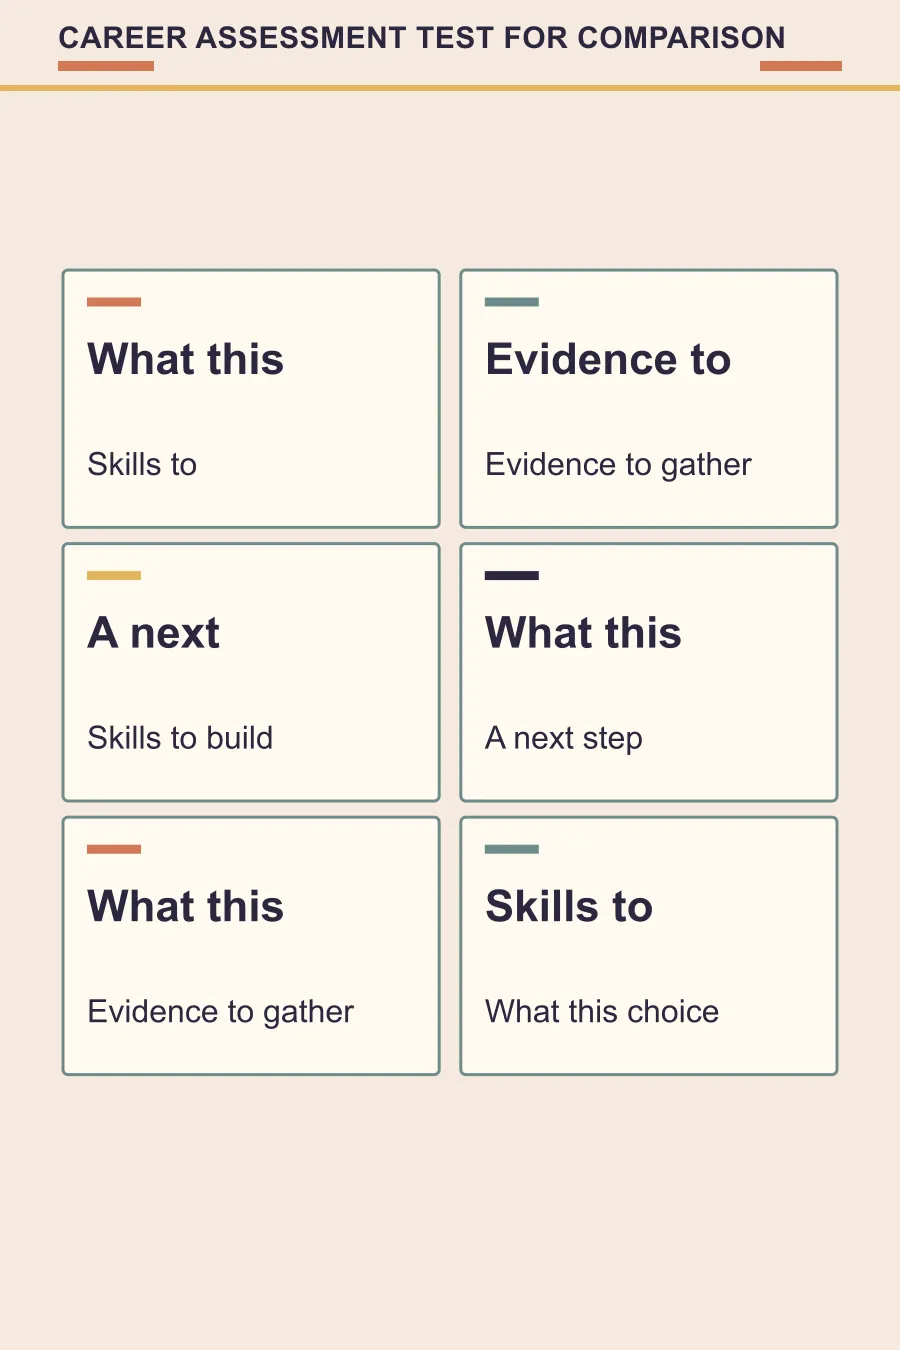 CAREER ASSESSMENT TEST FOR COMPARISON
What this
Skills to
Evidence to
Evidence to gather
A next
Skills to build
What this
A next step
What this
Evidence to gather
Skills to
What this choice